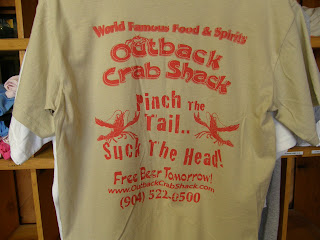 World Famous Food & Spirits
Outback
Crab Shack
Pinch The
Tail..
Suck The Head!
Free Beer Tomorrow!
www.OutbackCrabShack.com
(904) 522-0500